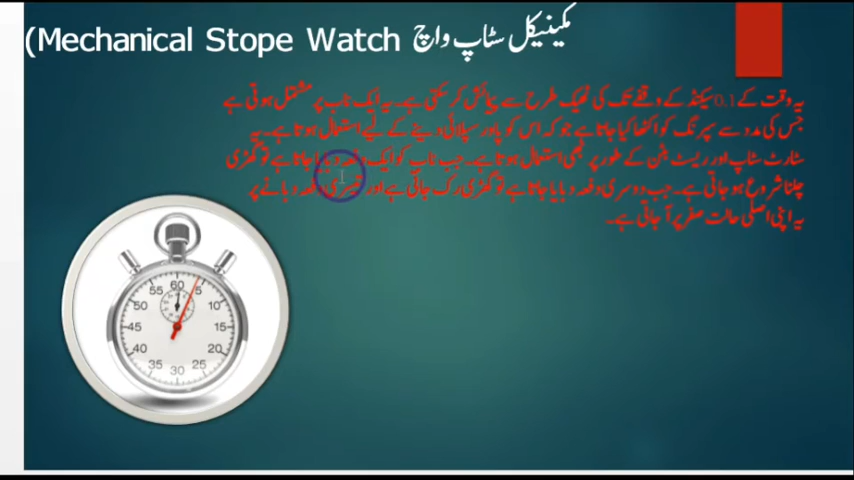 مکینیکل سٹاپ واچ Mechanical Stope Watch)
یہ وقت کے 0.1 سیکنڈ کے وقفے تک کی ٹھیک طرح سے پیمائش کر سکتی ہے۔ یہ ایک ناب پر مشتمل ہوتی ہے
جس کی مدد سے سپرنگ کو اکٹھا کیا جاتا ہے جو کہ اس کو پاور سپلائی دینے کے لیے استعمال ہوتا ہے۔ یہ
سٹارٹ سٹاپ اور ریسٹ بٹن کے طور پر بھی استعمال ہوتا ہے۔ جب ناب کو ایک دفعہ دبایا جاتا ہے تو گھڑی
چلنا شروع ہو جاتی ہے۔ جب دوسری دفعہ دبایا جاتا ہے تو گھڑی رک جاتی ہے اور تیسری دفعہ دبانے پر
یہ اپنی اصلی حالت صفر پر آ جاتی ہے۔
60
55 5
50 10
45 15
40 20
35 25
30